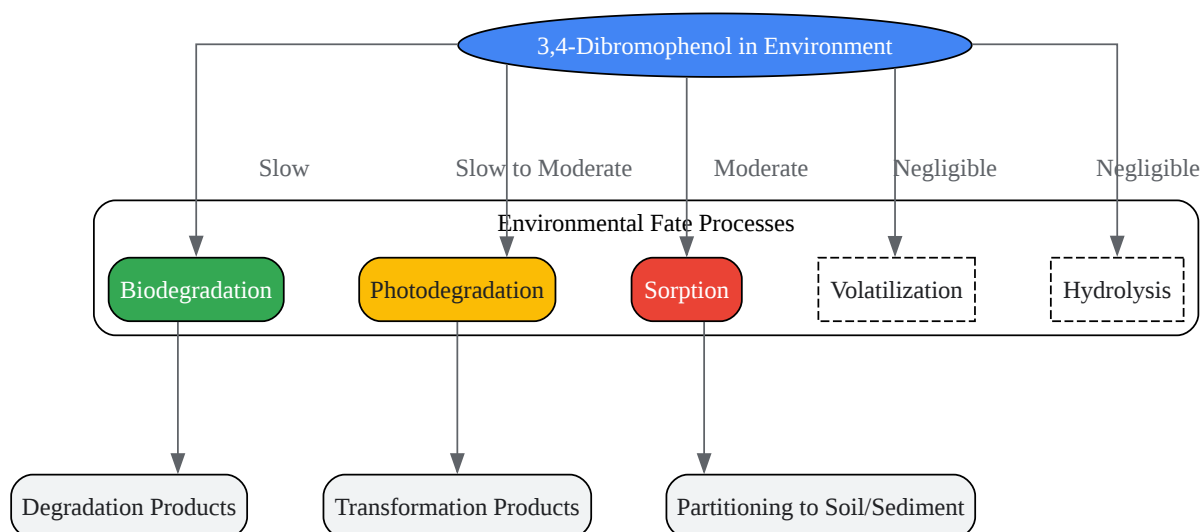 3,4-Dibromophenol in Environment
Slow
Slow to Moderate
Moderate
Negligible
Negligible
Environmental Fate Processes
Biodegradation
Photodegradation
Sorption
Volatilization
Hydrolysis
Degradation Products
Transformation Products
Partitioning to Soil/Sediment